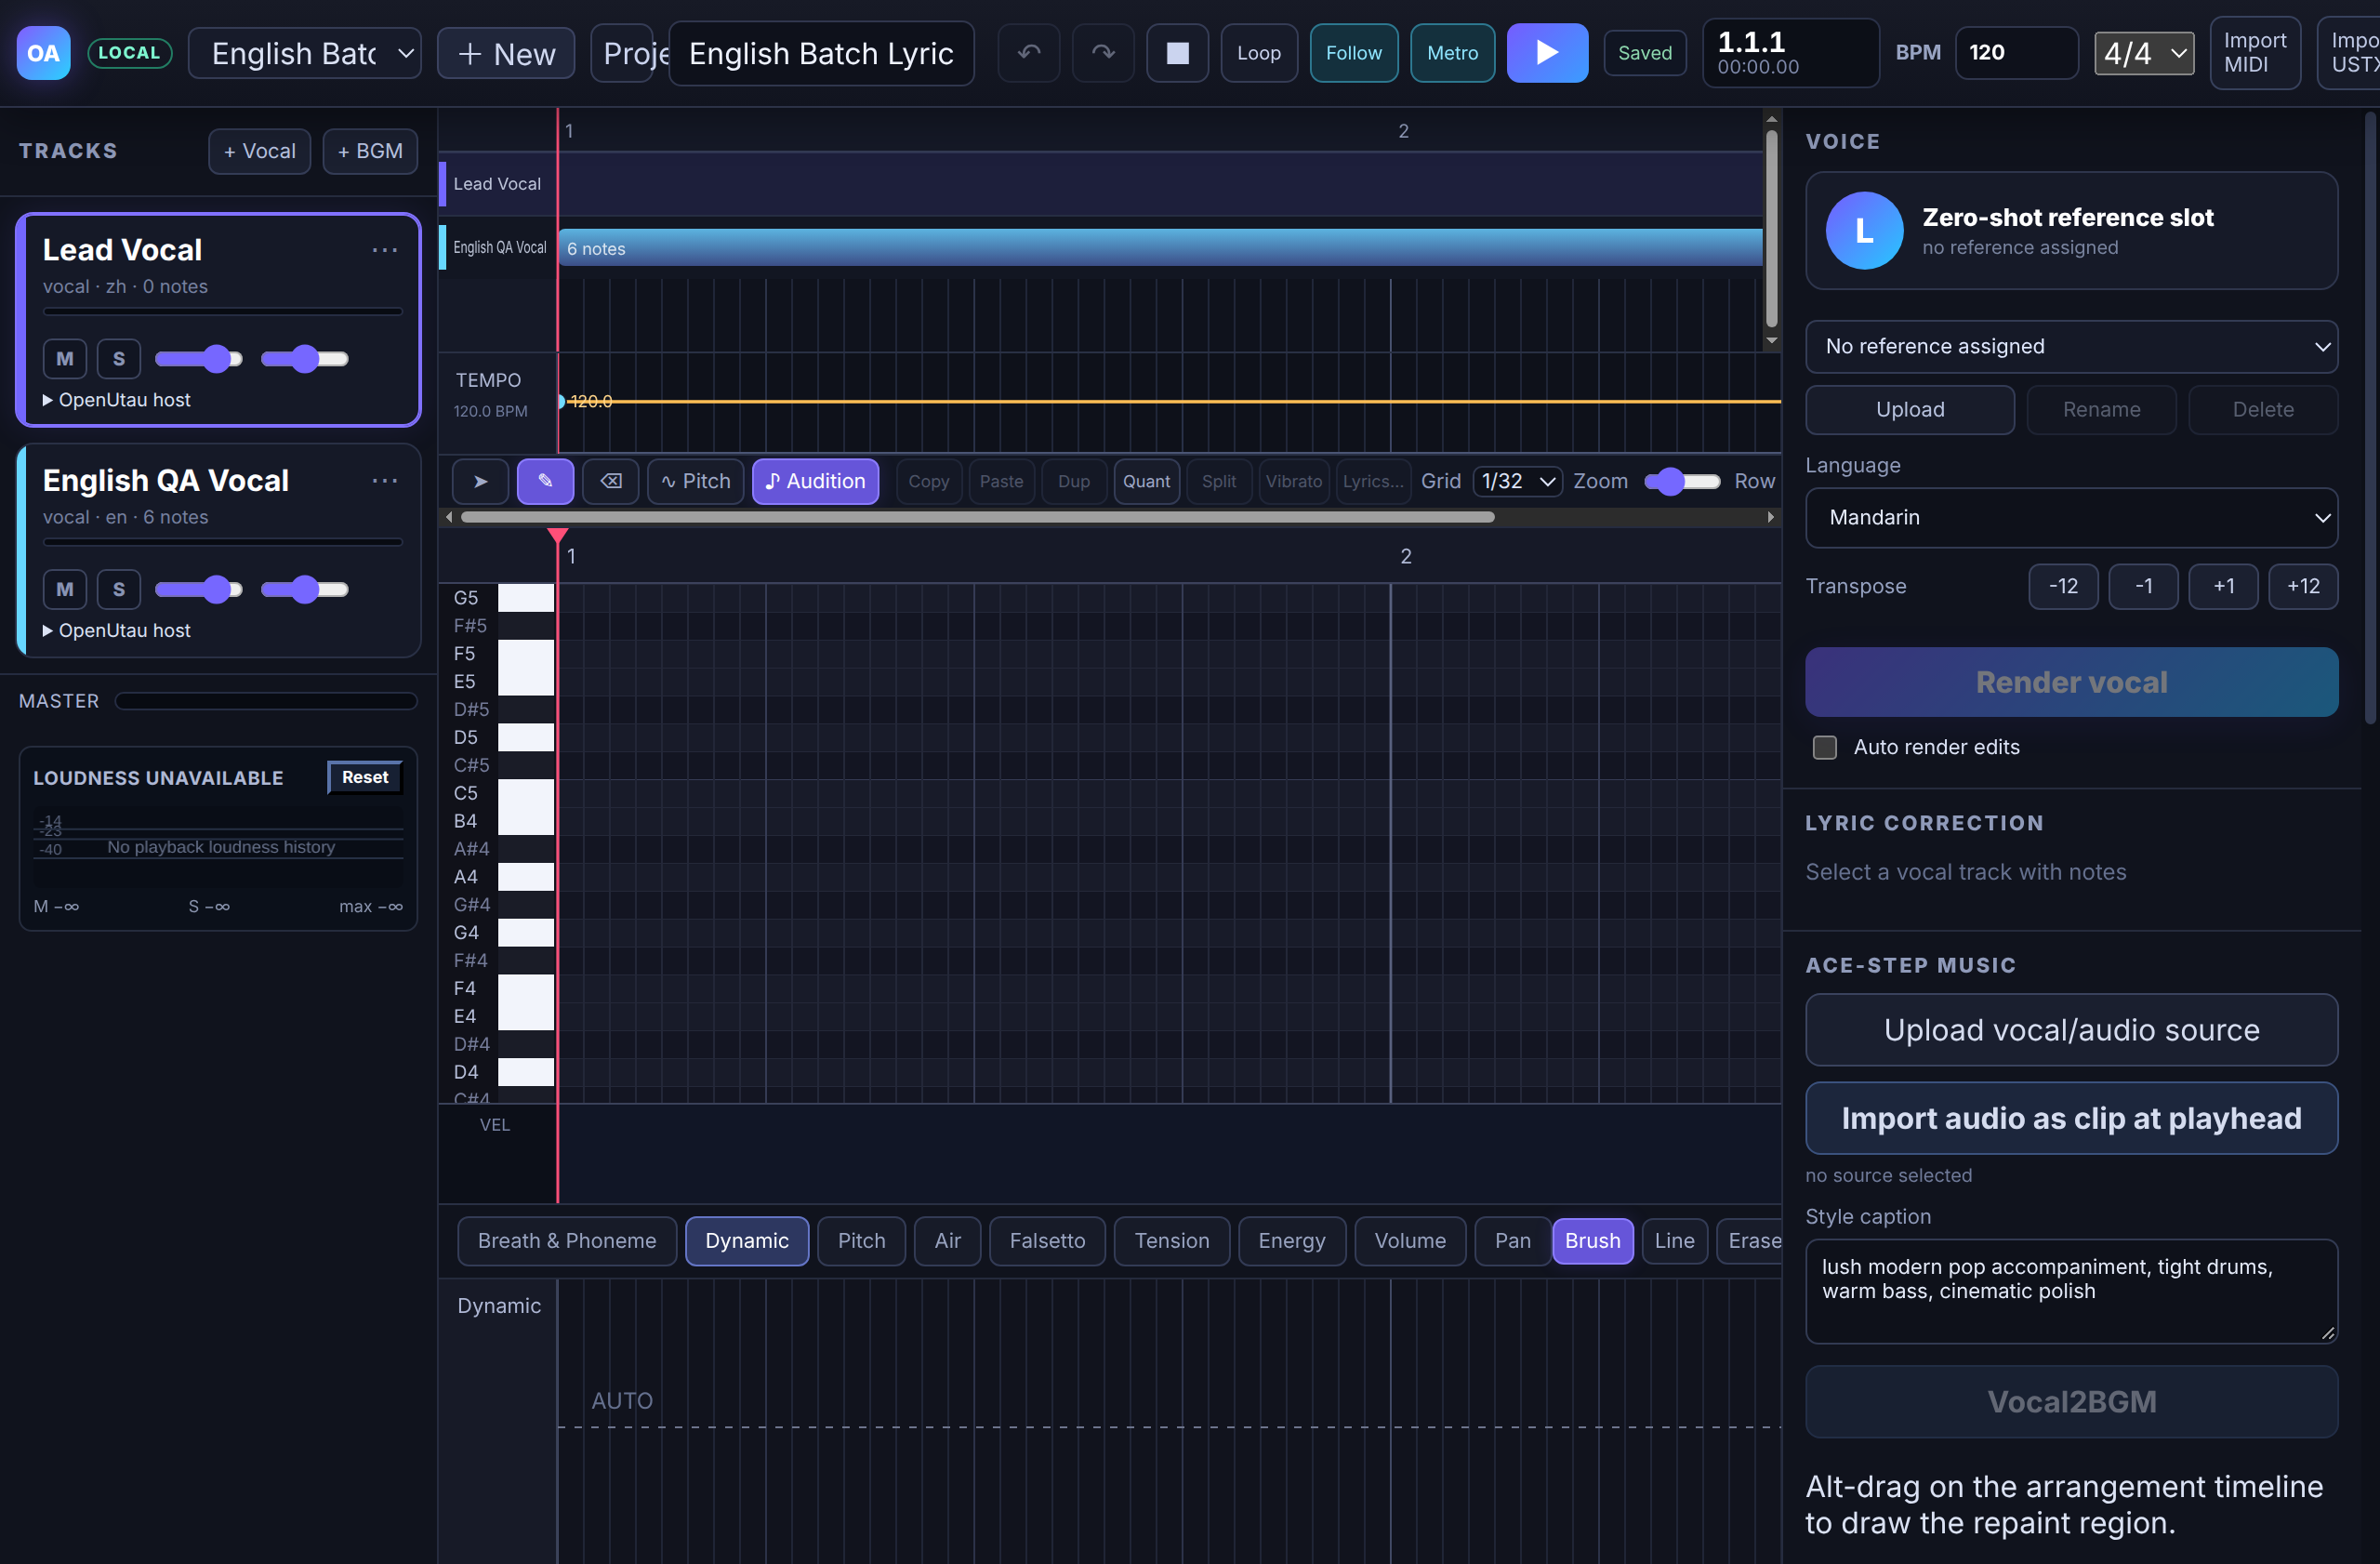 OA
LOCAL
English Batc
+ New
Proje
English Batch Lyric
Loop
Follow
Metro
Saved
1.1.1
00:00.00
BPM
120
4/4
Import
MIDI
Impo
USTX
TRACKS
+ Vocal
+ BGM
Lead Vocal
vocal · zh · 0 notes
M
S
OpenUtau host
English QA Vocal
vocal · en · 6 notes
M
S
OpenUtau host
MASTER
LOUDNESS UNAVAILABLE
Reset
-14
-23
-40
No playback loudness history
M −∞
S −∞
max −∞
1
2
Lead Vocal
English QA Vocal
6 notes
TEMPO
120.0 BPM
120.0
∿ Pitch
♪ Audition
Copy
Paste
Dup
Quant
Split
Vibrato
Lyrics...
Grid
1/32
Zoom
Row
1
2
G5
F#5
F5
E5
D#5
D5
C#5
C5
B4
A#4
A4
G#4
G4
F#4
F4
E4
D#4
D4
C#4
VEL
Breath & Phoneme
Dynamic
Pitch
Air
Falsetto
Tension
Energy
Volume
Pan
Brush
Line
Erase
Dynamic
AUTO
VOICE
L
Zero-shot reference slot
no reference assigned
No reference assigned
Upload
Rename
Delete
Language
Mandarin
Transpose
-12
-1
+1
+12
Render vocal
Auto render edits
LYRIC CORRECTION
Select a vocal track with notes
ACE-STEP MUSIC
Upload vocal/audio source
Import audio as clip at playhead
no source selected
Style caption
lush modern pop accompaniment, tight drums,
warm bass, cinematic polish
Vocal2BGM
Alt-drag on the arrangement timeline
to draw the repaint region.